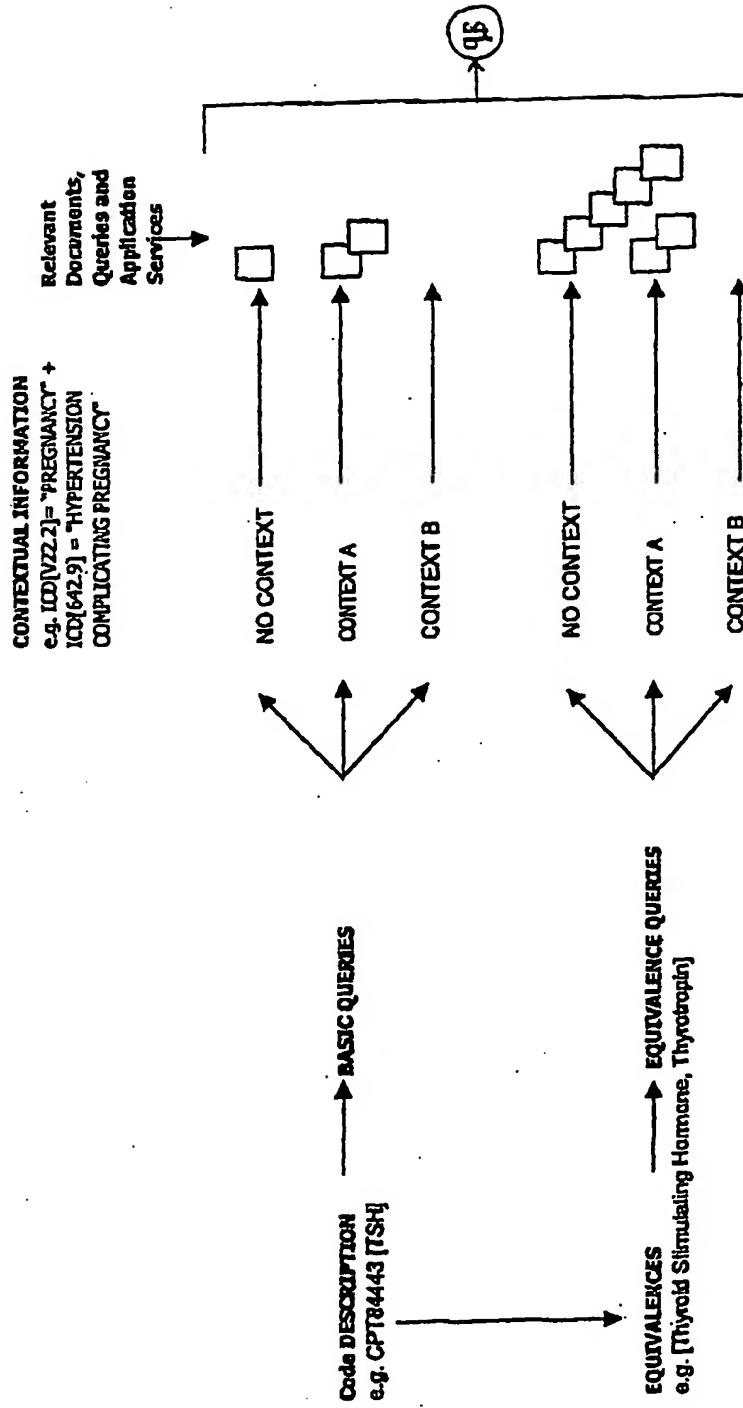 CONTEXTUAL INFORMATION
e.g. ICD[V22.2]= "PREGNANCY" +
ICD[642.9] = "HYPERTENSION
COMPLICATING PREGNANCY"
Relevant
Documents,
Queries and
Application
Services
Code DESCRIPTION
e.g. CPT84443 [TSH]
BASIC QUERIES
NO CONTEXT
CONTEXT A
CONTEXT B
EQUIVALENCES
e.g. [Thyroid Stimulating Hormone, Thyrotropin]
EQUIVALENCE QUERIES
NO CONTEXT
CONTEXT A
CONTEXT B